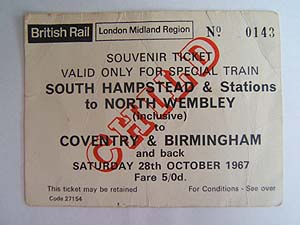 British Rail London Midland Region Nº 0143
SOUVENIR TICKET
VALID ONLY FOR SPECIAL TRAIN
SOUTH HAMPSTEAD & Stations
to NORTH WEMBLEY
(inclusive)
to
COVENTRY & BIRMINGHAM
and back
SATURDAY 28th OCTOBER 1967
Fare 5/0d.
This ticket may be retained For Conditions - See over
Code 27154
CHILD